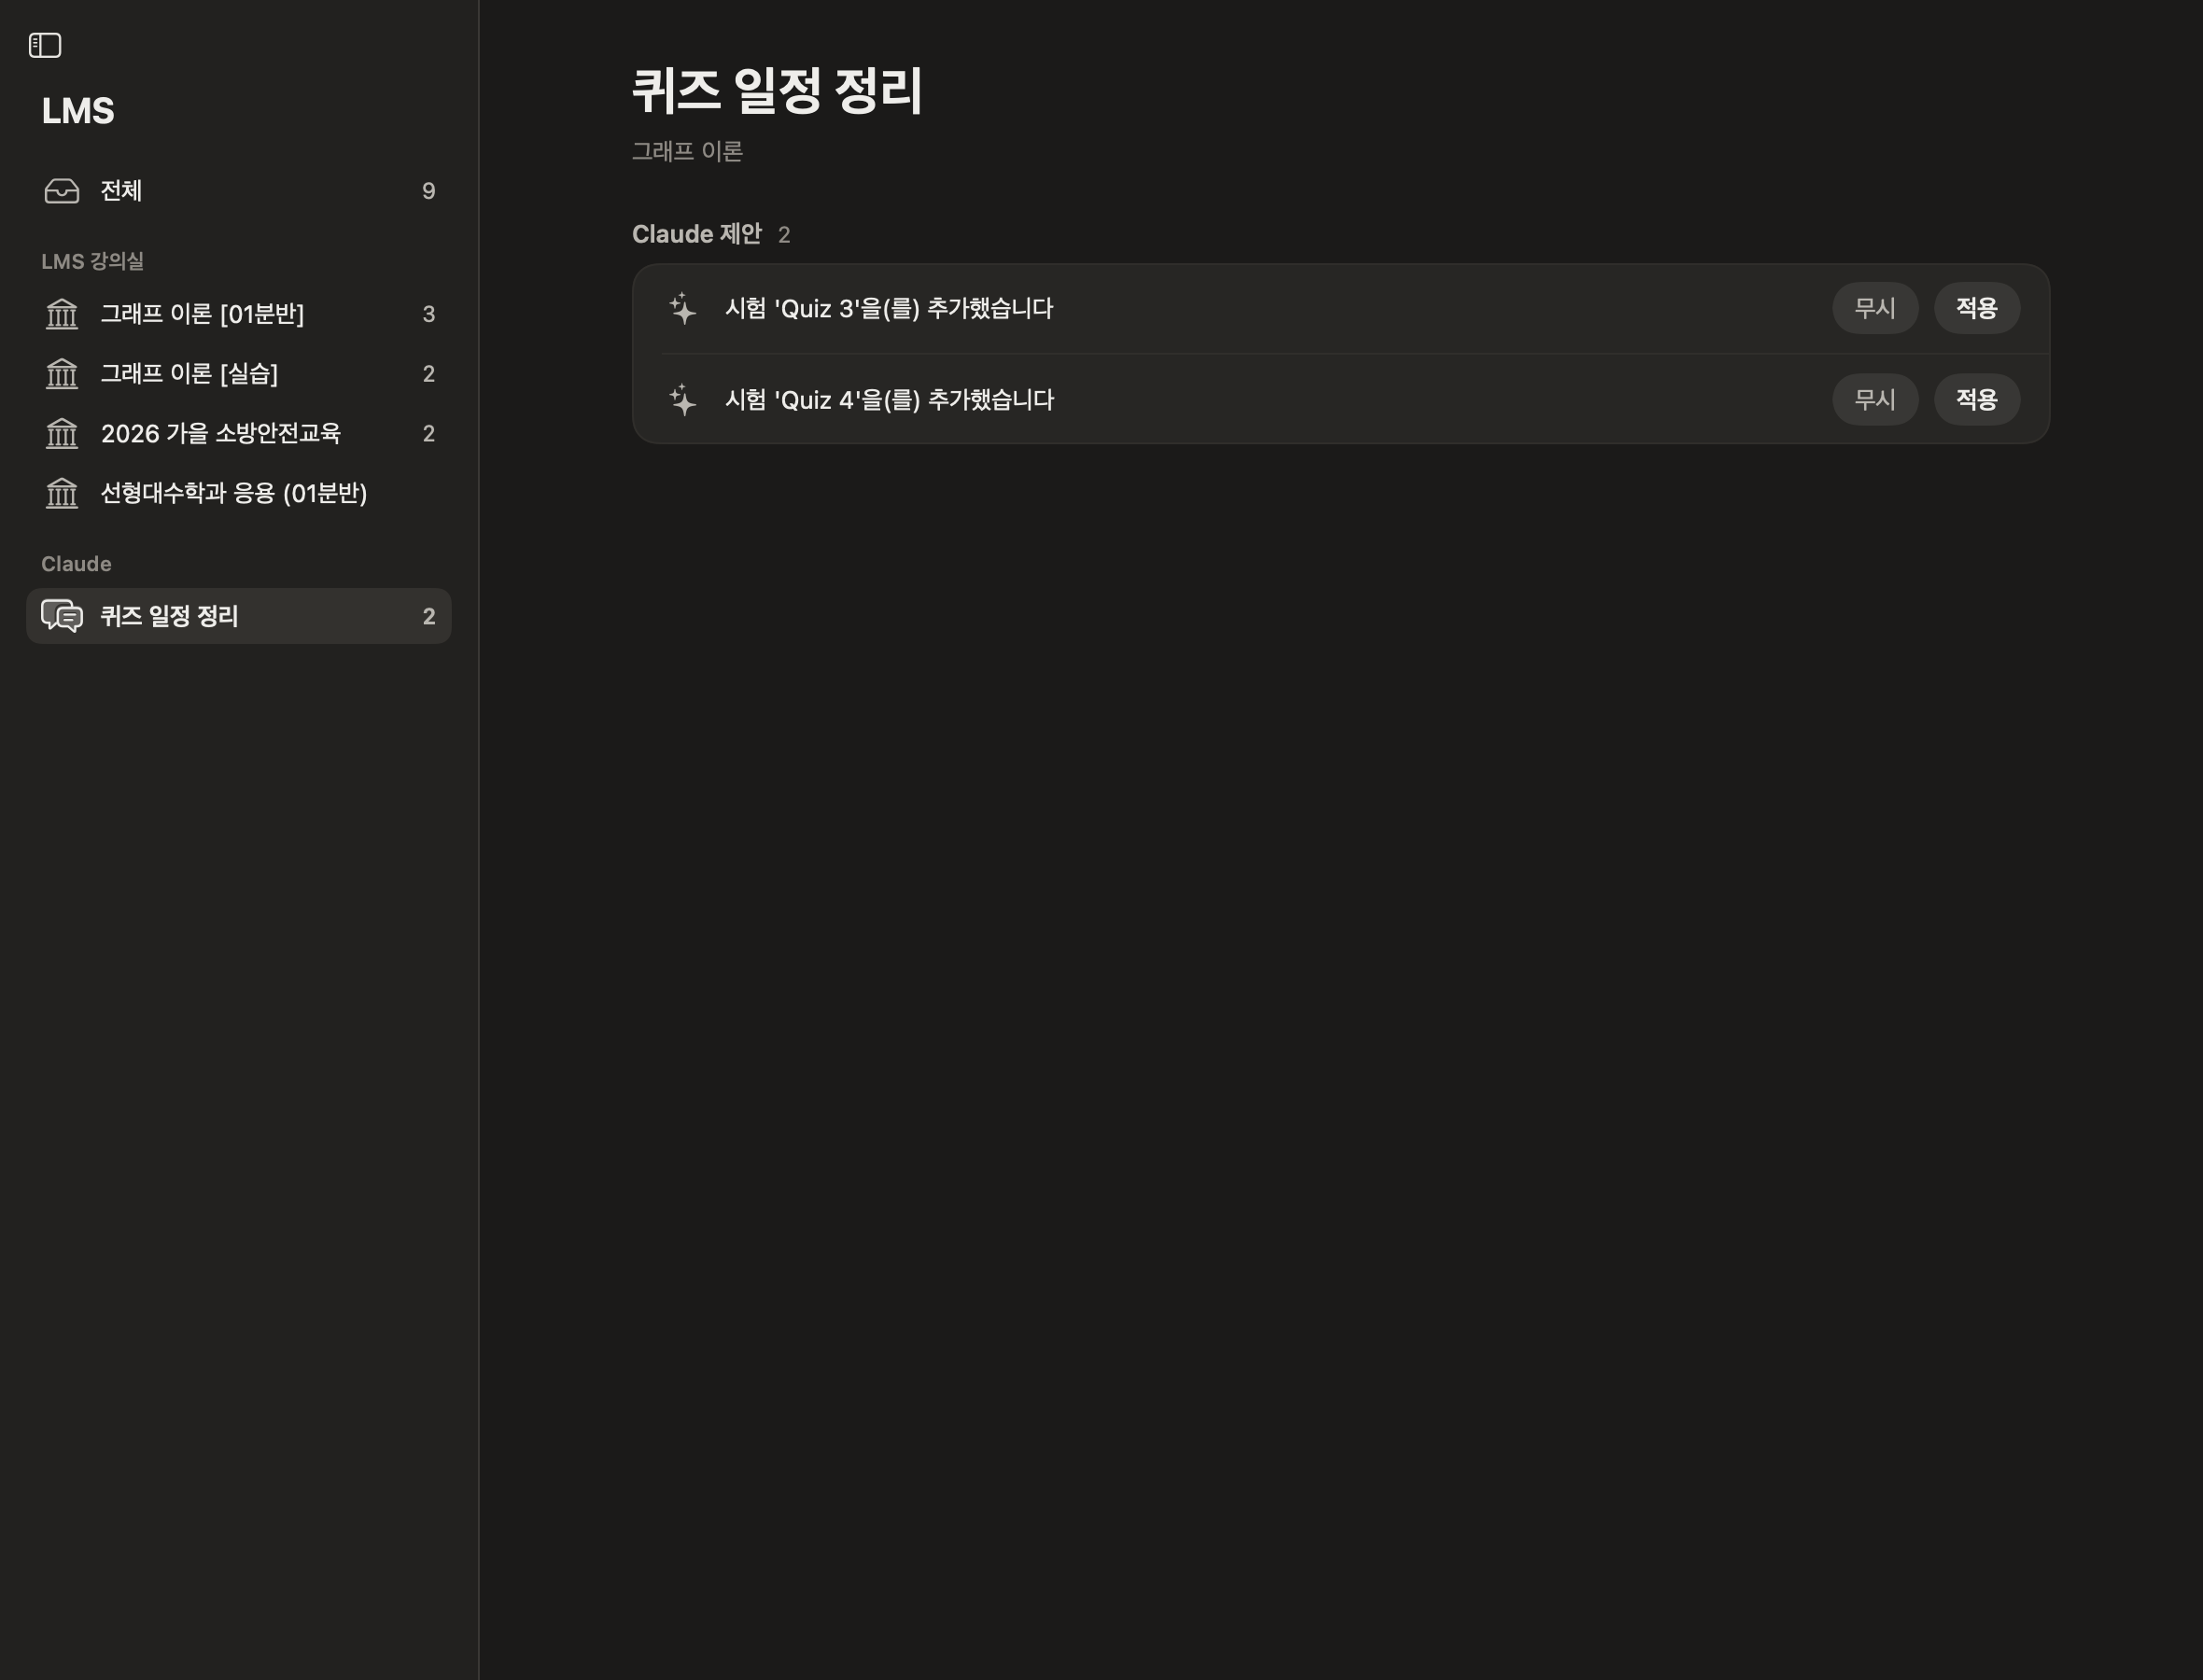 LMS
전체 9
LMS 강의실
그래프 이론 [01분반] 3
그래프 이론 [실습] 2
2026 가을 소방안전교육 2
선형대수학과 응용 (01분반)
Claude
퀴즈 일정 정리 2
퀴즈 일정 정리
그래프 이론
Claude 제안 2
시험 'Quiz 3'을(를) 추가했습니다 무시 적용
시험 'Quiz 4'을(를) 추가했습니다 무시 적용